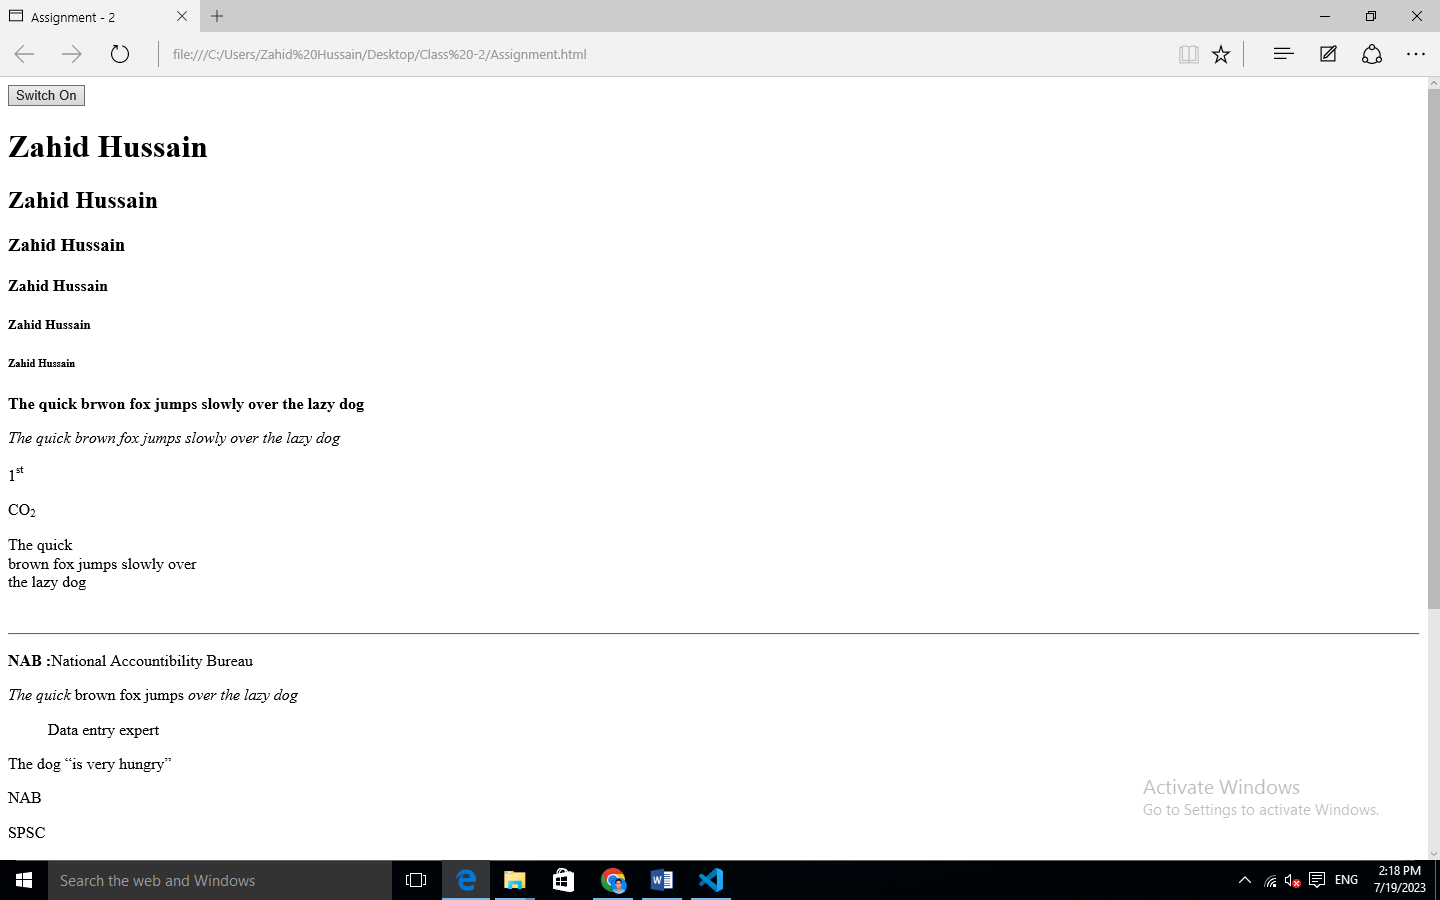 Assignment - 2
file:///C:/Users/Zahid%20Hussain/Desktop/Class%20-2/Assignment.html
Switch On
Zahid Hussain
Zahid Hussain
Zahid Hussain
Zahid Hussain
Zahid Hussain
Zahid Hussain
The quick brwon fox jumps slowly over the lazy dog
The quick brown fox jumps slowly over the lazy dog
1st
CO2
The quick
brown fox jumps slowly over
the lazy dog
NAB :National Accountibility Bureau
The quick brown fox jumps over the lazy dog
Data entry expert
The dog “is very hungry”
NAB
SPSC
Activate Windows
Go to Settings to activate Windows.
Search the web and Windows
ENG
2:18 PM
7/19/2023